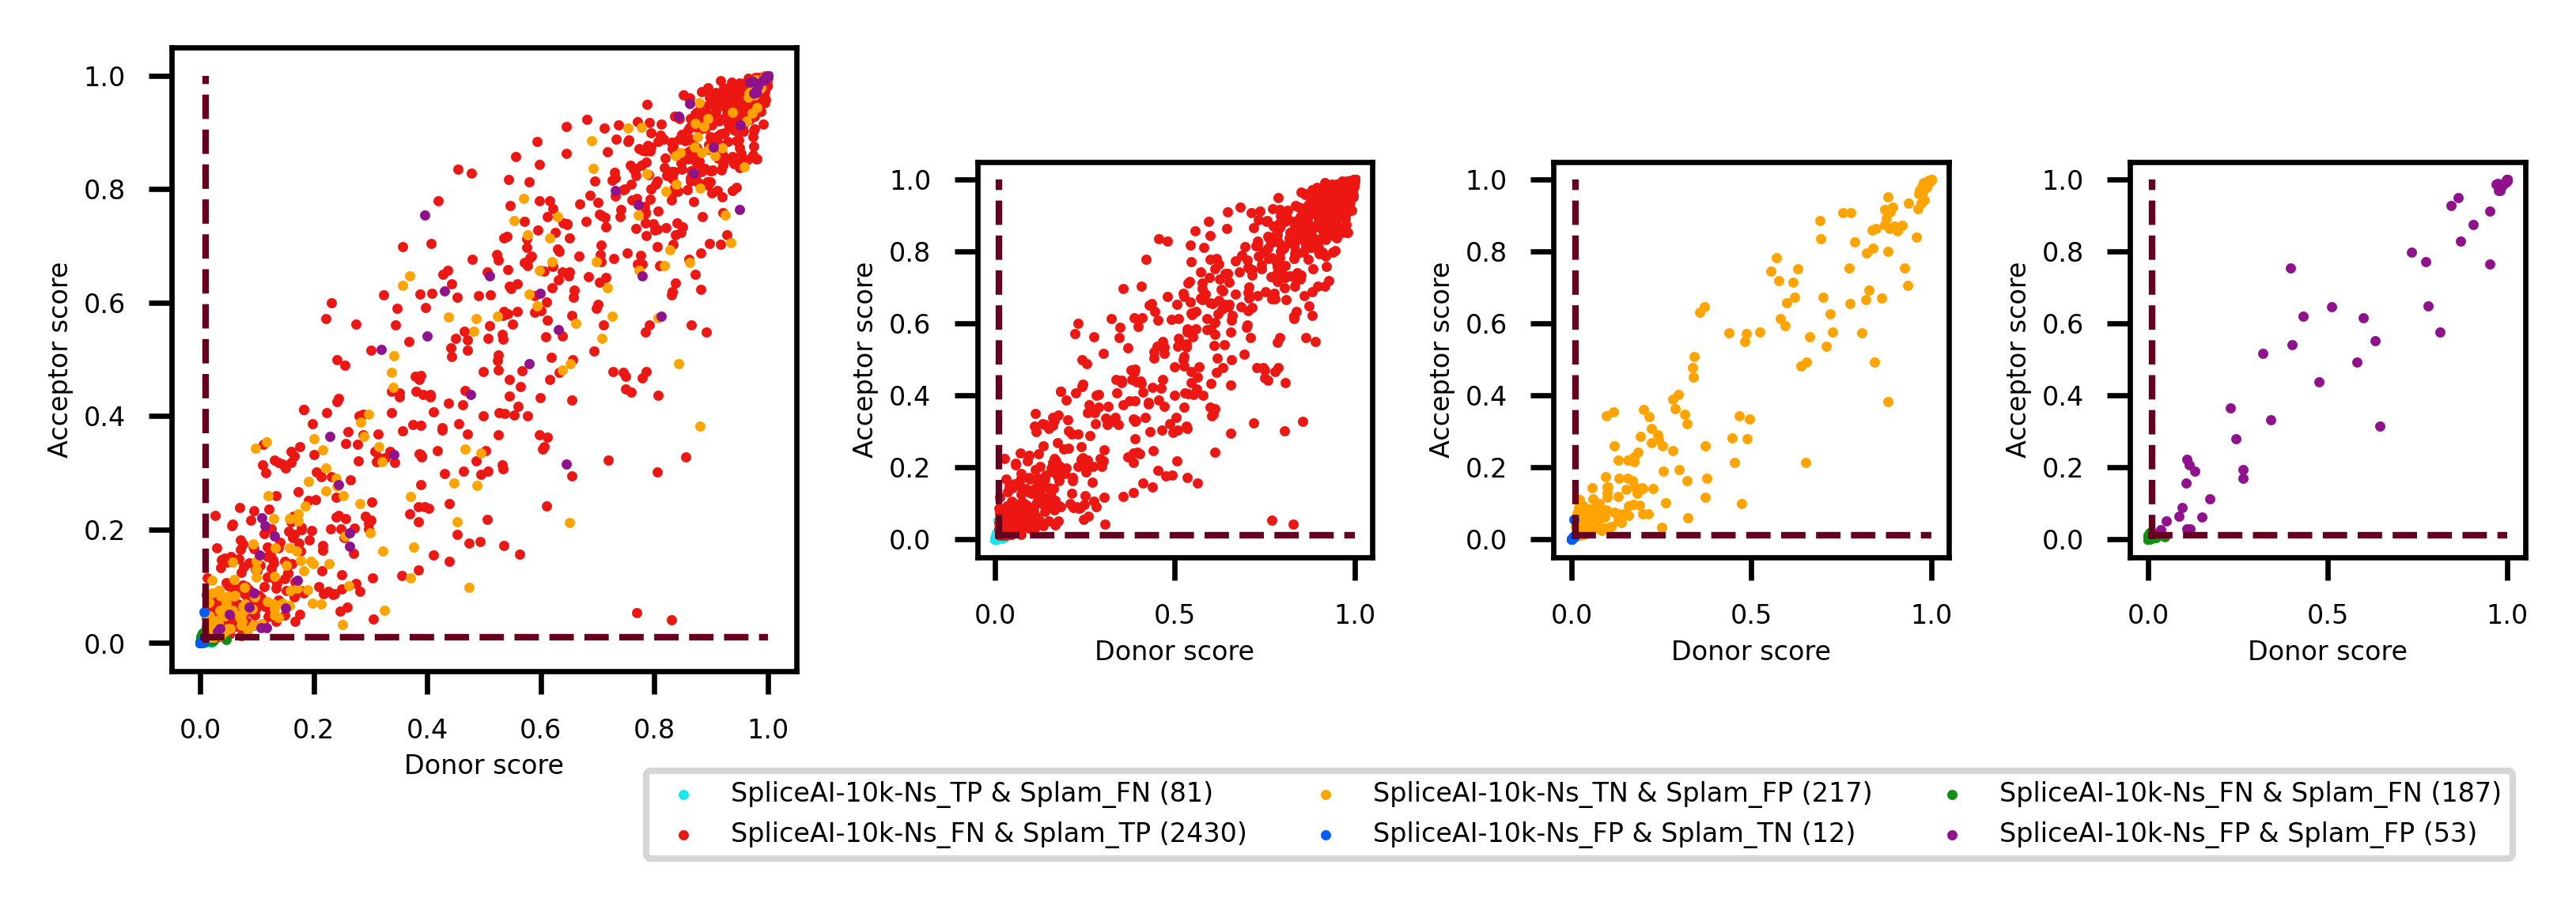 1.0
0.8
0.6
0.4
0.2
0.0
Acceptor score
0.0 0.2 0.4 0.6 0.8 1.0
Donor score
1.0
0.8
0.6
0.4
0.2
0.0
Acceptor score
0.0 0.5 1.0
Donor score
1.0
0.8
0.6
0.4
0.2
0.0
Acceptor score
0.0 0.5 1.0
Donor score
1.0
0.8
0.6
0.4
0.2
0.0
Acceptor score
0.0 0.5 1.0
Donor score
SpliceAI-10k-Ns_TP & Splam_FN (81)
SpliceAI-10k-Ns_FN & Splam_TP (2430)
SpliceAI-10k-Ns_TN & Splam_FP (217)
SpliceAI-10k-Ns_FP & Splam_TN (12)
SpliceAI-10k-Ns_FN & Splam_FN (187)
SpliceAI-10k-Ns_FP & Splam_FP (53)